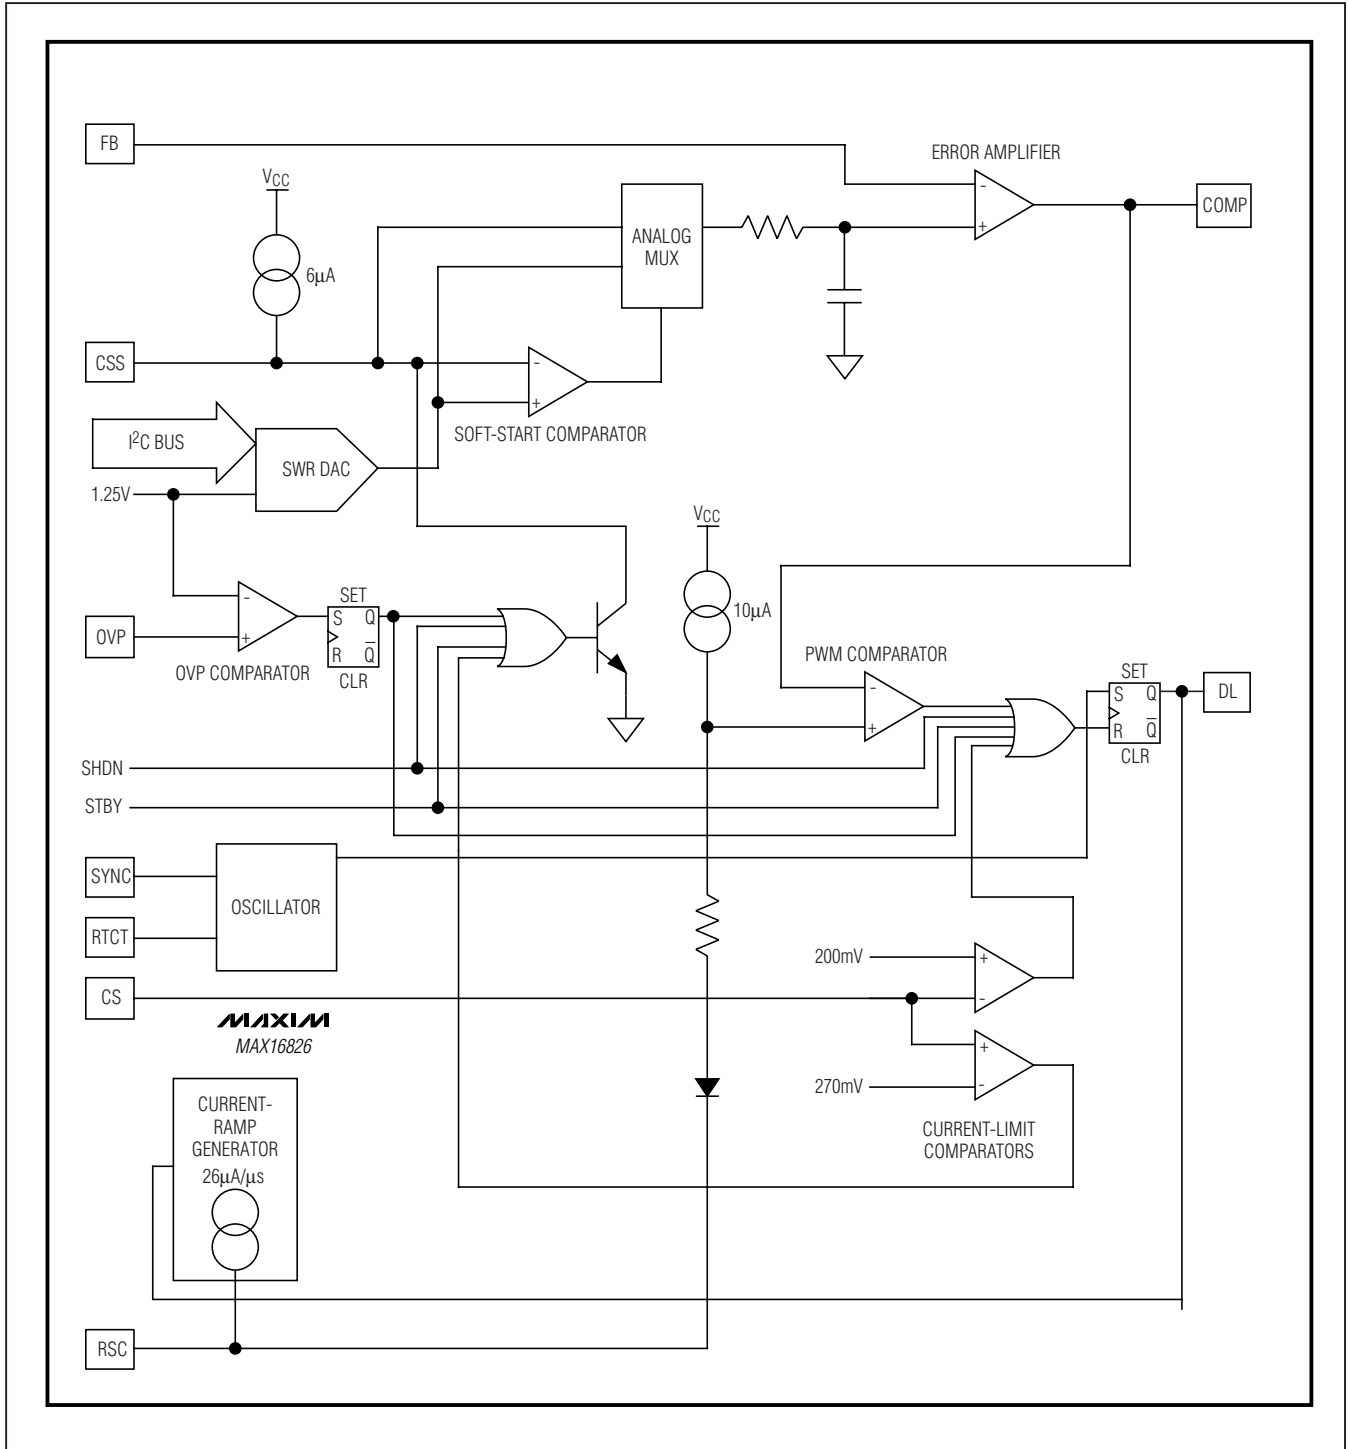 FB
ERROR AMPLIFIER
VCC
-
+
COMP
ANALOG
MUX
6µA
CSS
-
+
SOFT-START COMPARATOR
I2C BUS
SWR DAC
1.25V
VCC
10µA
SET
S Q
R Q̅
CLR
-
+
OVP
OVP COMPARATOR
PWM COMPARATOR
-
+
SET
S Q
R Q̅
CLR
DL
SHDN
STBY
SYNC
RTCT
OSCILLATOR
200mV
+
-
CS
MAXIM
MAX16826
+
-
270mV
CURRENT-LIMIT
COMPARATORS
CURRENT-
RAMP
GENERATOR
26µA/µs
RSC